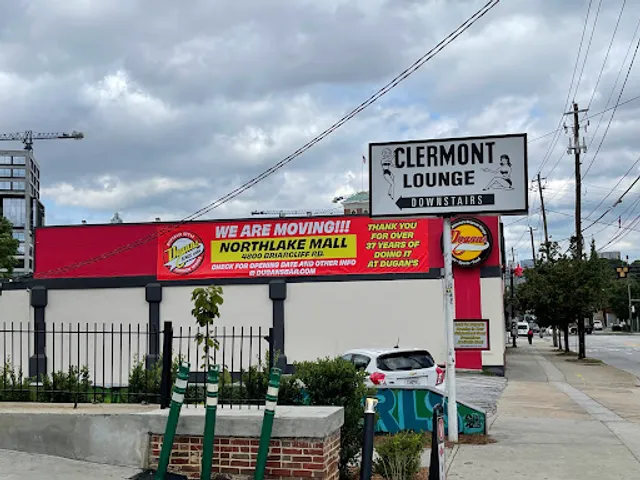 CLERMONT
LOUNGE
DOWNSTAIRS
WE ARE MOVING!!!
NORTHLAKE MALL
4800 BRIARCLIFF RD.
CHECK FOR OPENING DATE AND OTHER INFO
@ DUGANSBAR.COM
THANK YOU
FOR OVER
37 YEARS OF
DOING IT
AT DUGAN'S
Dugan's
Dugan's
RLS